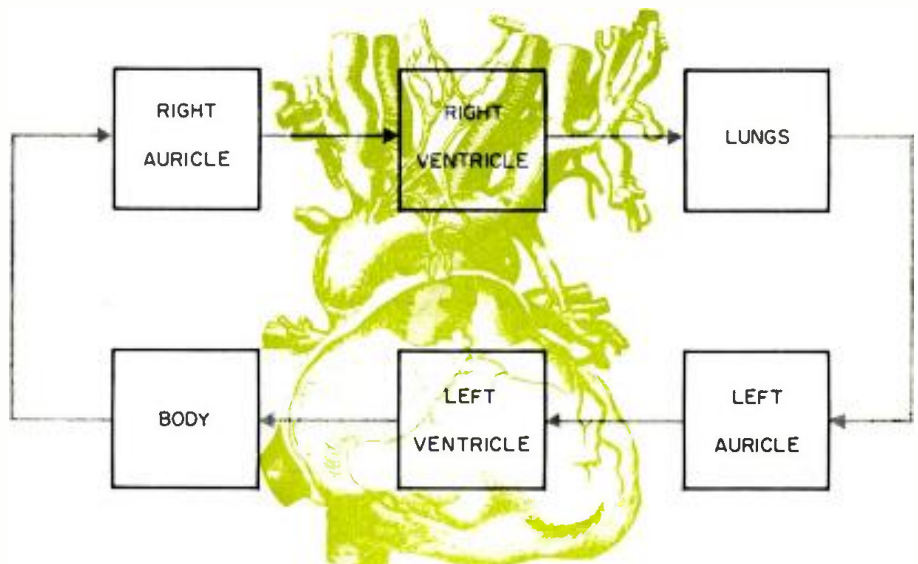 RIGHT
AURICLE
RIGHT
VENTRICLE
LUNGS
BODY
LEFT
VENTRICLE
LEFT
AURICLE